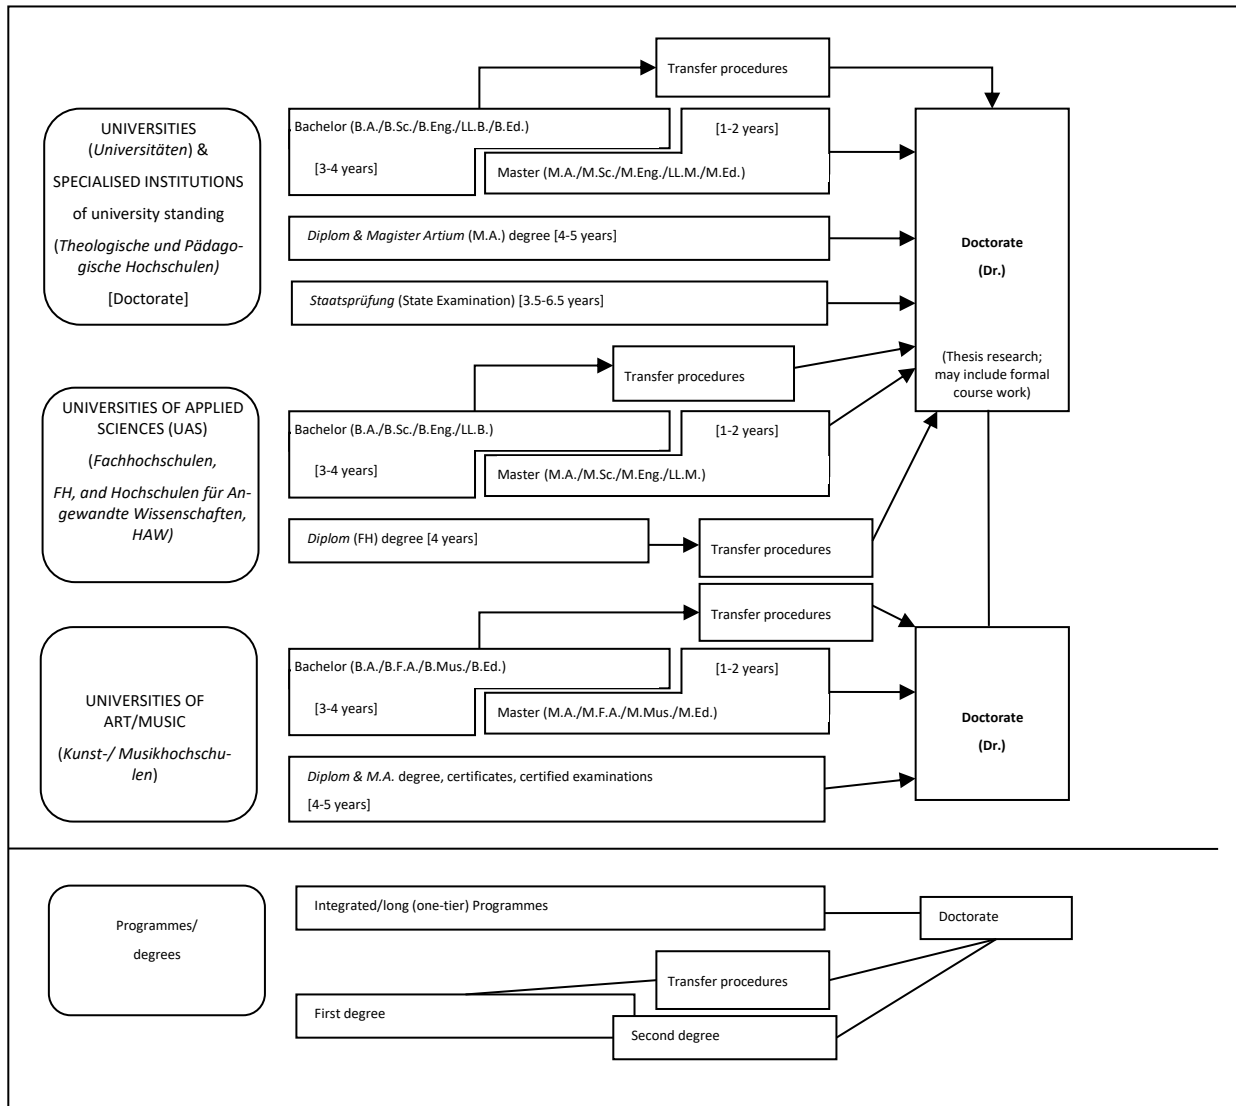 Transfer procedures
UNIVERSITIES
(Universitäten) &
SPECIALISED INSTITUTIONS
of university standing
(Theologische und Pädago-
gische Hochschulen)
[Doctorate]
Bachelor (B.A./B.Sc./B.Eng./LL.B./B.Ed.)
[3-4 years]
[1-2 years]
Master (M.A./M.Sc./M.Eng./LL.M./M.Ed.)
Diplom & Magister Artium (M.A.) degree [4-5 years]
Staatsprüfung (State Examination) [3.5-6.5 years]
Doctorate
(Dr.)
(Thesis research;
may include formal
course work)
Transfer procedures
UNIVERSITIES OF APPLIED
SCIENCES (UAS)
(Fachhochschulen,
FH, and Hochschulen für An-
gewandte Wissenschaften,
HAW)
Bachelor (B.A./B.Sc./B.Eng./LL.B.)
[3-4 years]
[1-2 years]
Master (M.A./M.Sc./M.Eng./LL.M.)
Diplom (FH) degree [4 years]
Transfer procedures
Transfer procedures
UNIVERSITIES OF
ART/MUSIC
(Kunst-/ Musikhochschu-
len)
Bachelor (B.A./B.F.A./B.Mus./B.Ed.)
[3-4 years]
[1-2 years]
Master (M.A./M.F.A./M.Mus./M.Ed.)
Diplom & M.A. degree, certificates, certified examinations
[4-5 years]
Doctorate
(Dr.)
Programmes/
degrees
Integrated/long (one-tier) Programmes
Doctorate
Transfer procedures
First degree
Second degree